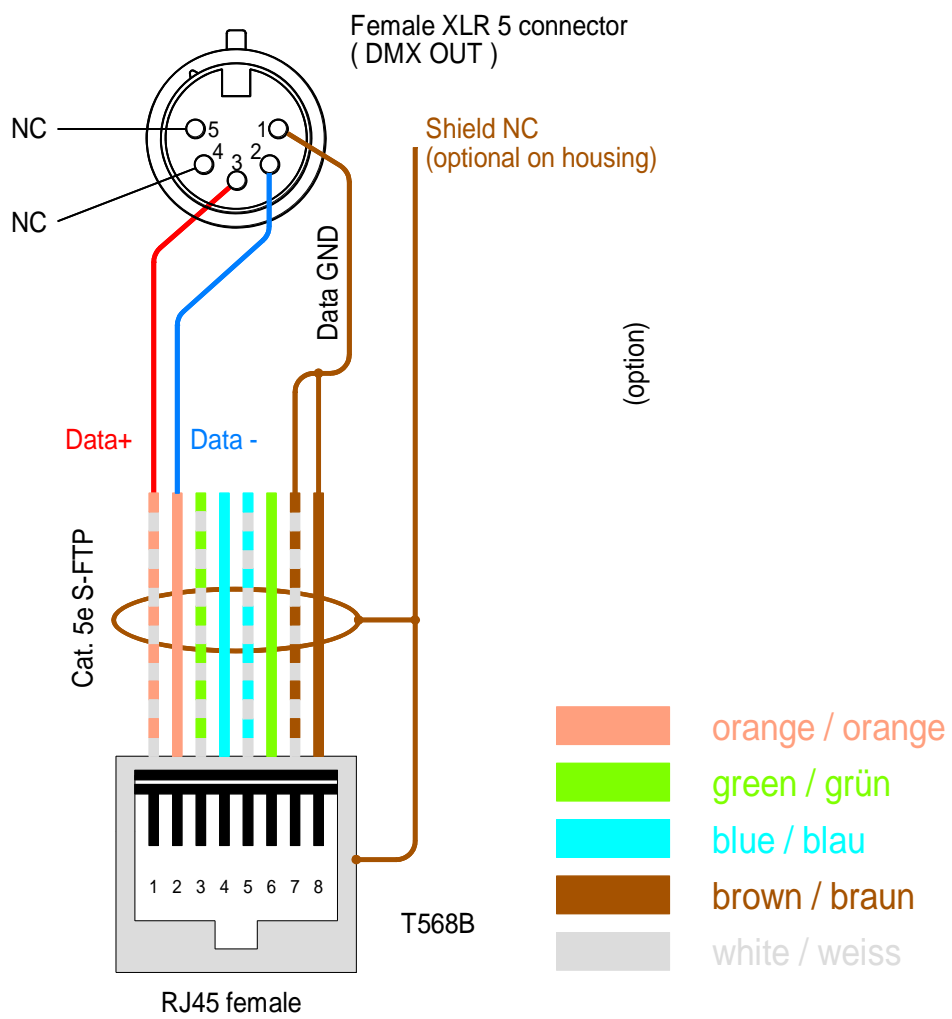 Female XLR 5 connector
( DMX OUT )
NC
5
1
4
3
2
NC
Shield NC
(optional on housing)
Data GND
(option)
Data+
Data -
Cat. 5e S-FTP
orange / orange
green / grün
blue / blau
brown / braun
white / weiss
1 2 3 4 5 6 7 8
T568B
RJ45 female